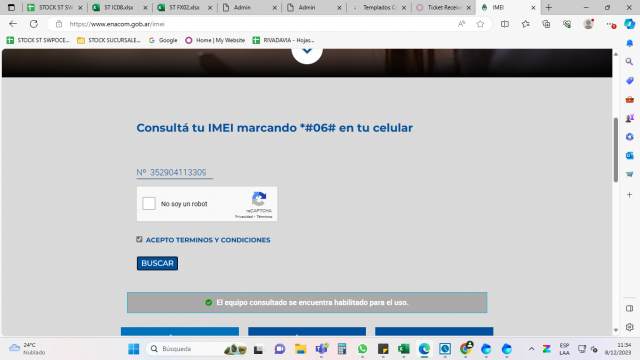 STOCK ST SWP
ST IC08.xlsx
ST FX02.xlsx
Admin
Admin
Templados C
Ticket Receive
IMEI
https://www.enacom.gob.ar/imei
STOCK ST SWPOCE...
STOCK SUCURSALE...
Google
Home | My Website
RIVADAVIA - Hojas...
Consultá tu IMEI marcando *#06# en tu celular
Nº 352904113309
No soy un robot
reCAPTCHA
Privacidad - Términos
ACEPTO TERMINOS Y CONDICIONES
BUSCAR
El equipo consultado se encuentra habilitado para el uso.
24°C
Nublado
Búsqueda
ESP
LAA
11:34
8/12/2023